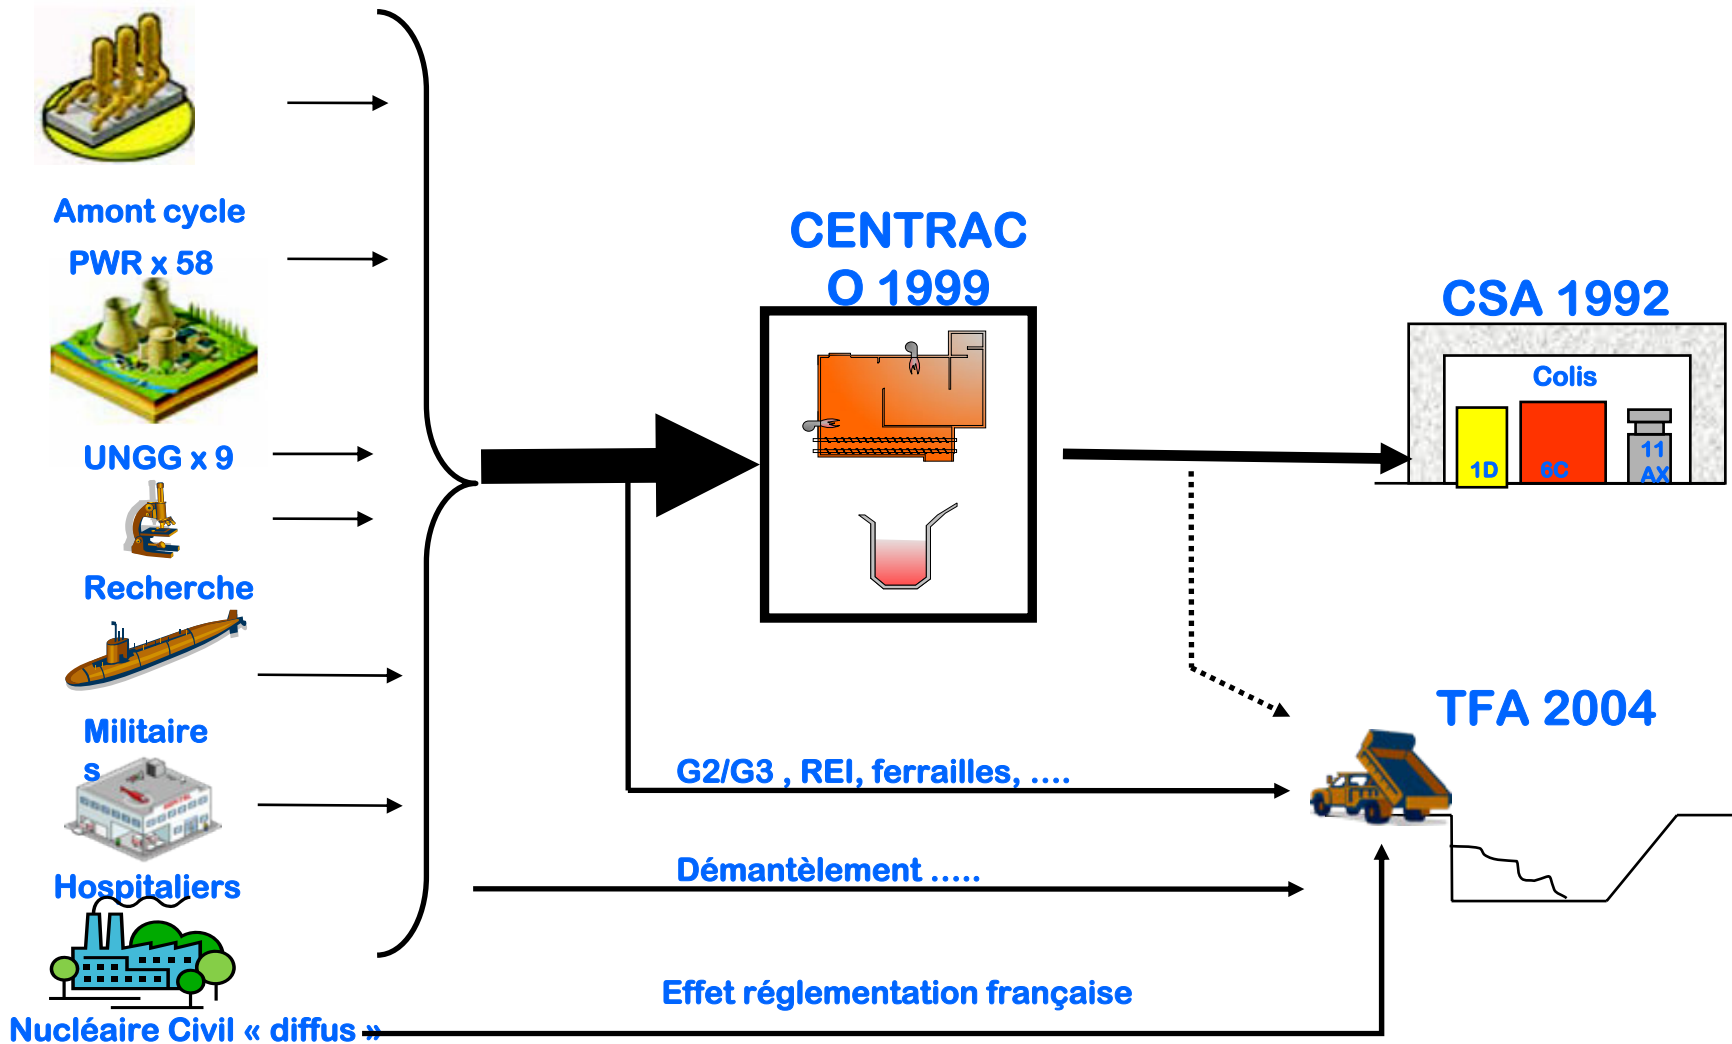 Amont cycle
PWR x 58
UNGG x 9
Recherche
Militaire
s
Hospitaliers
Nucléaire Civil « diffus »
CENTRAC
O 1999
CSA 1992
Colis
1D
6C
11
AX
TFA 2004
G2/G3 , REI, ferrailles, ....
Démantèlement .....
Effet réglementation française